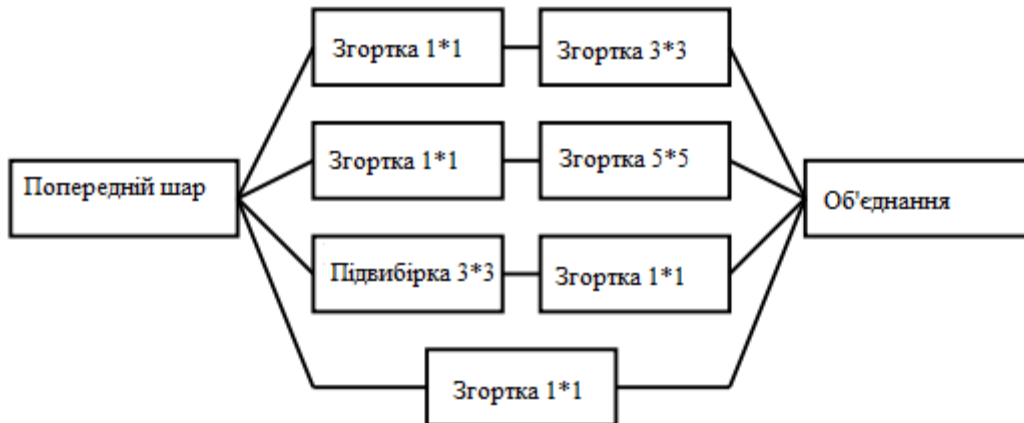 Згортка 1*1
Згортка 3*3
Згортка 1*1
Згортка 5*5
Попередній шар
Об'єднання
Підвибірка 3*3
Згортка 1*1
Згортка 1*1